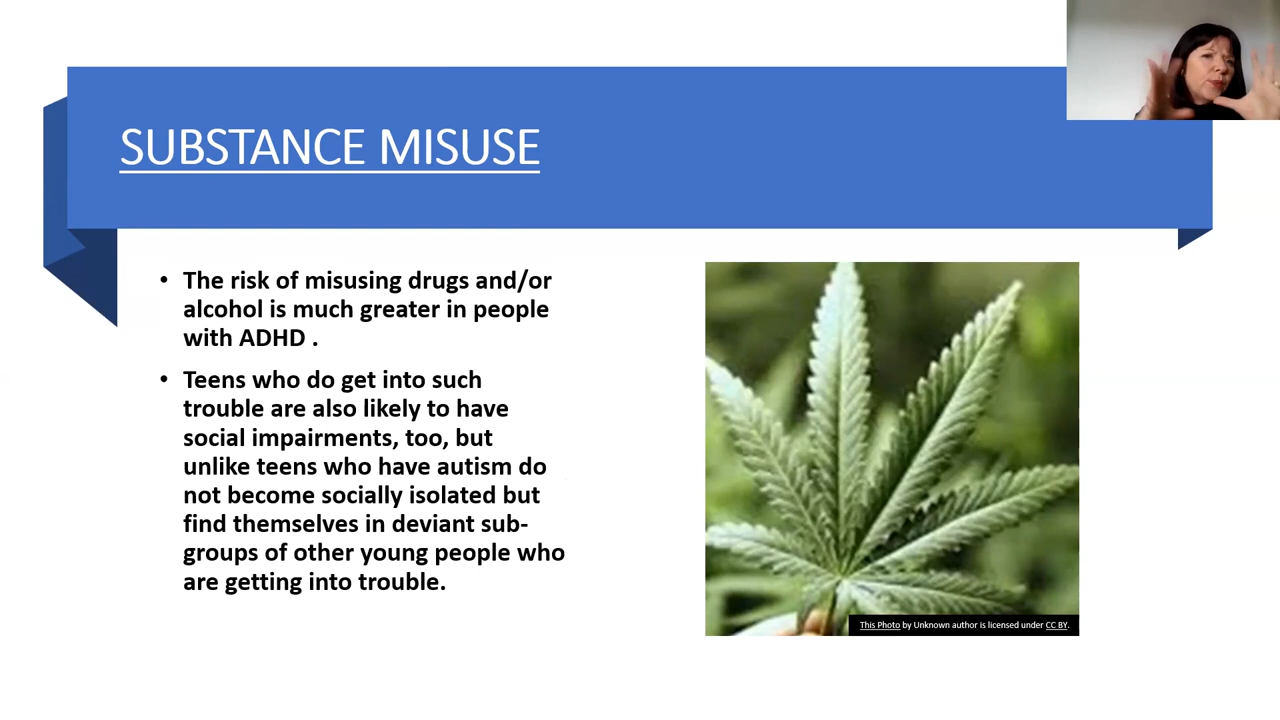 SUBSTANCE MISUSE
• The risk of misusing drugs and/or
alcohol is much greater in people
with ADHD .
• Teens who do get into such
trouble are also likely to have
social impairments, too, but
unlike teens who have autism do
not become socially isolated but
find themselves in deviant sub-
groups of other young people who
are getting into trouble.
This Photo by Unknown author is licensed under CC BY.